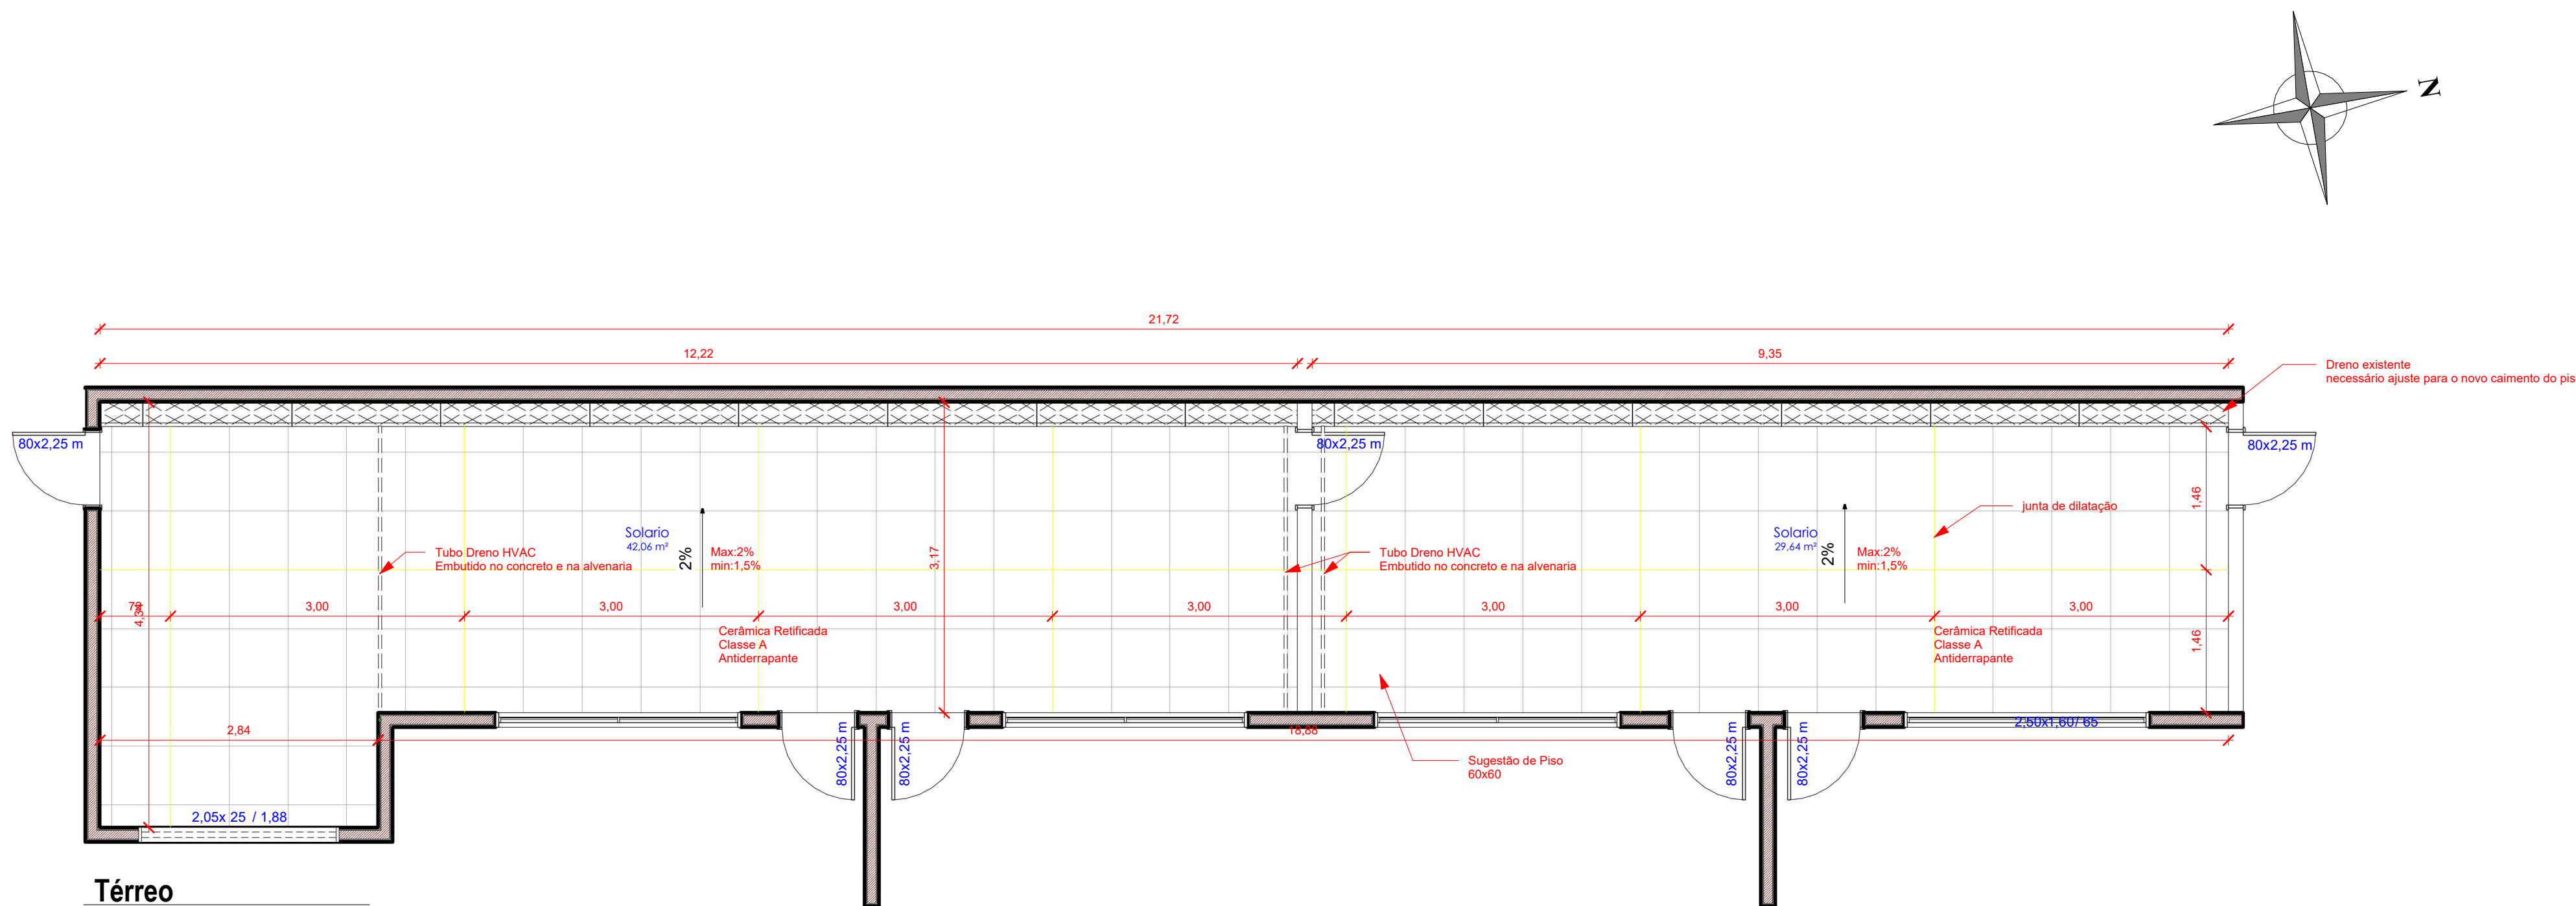 N
21,72
12,22
9,35
Dreno existente
necessário ajuste para o novo caimento do pis
80x2,25 m
80x2,25 m
80x2,25 m
Solario
42,06 m²
2%
Max:2%
min:1,5%
Tubo Dreno HVAC
Embutido no concreto e na alvenaria
3,17
Tubo Dreno HVAC
Embutido no concreto e na alvenaria
Solario
29,64 m²
2%
Max:2%
min:1,5%
junta de dilatação
1,46
1,46
3,00
3,00
3,00
3,00
3,00
3,00
3,00
Cerâmica Retificada
Classe A
Antiderrapante
Cerâmica Retificada
Classe A
Antiderrapante
2,84
18,88
80x2,25 m
80x2,25 m
80x2,25 m
80x2,25 m
2,50x1,60/ 65
Sugestão de Piso
60x60
2,05x 25 / 1,88
Térreo